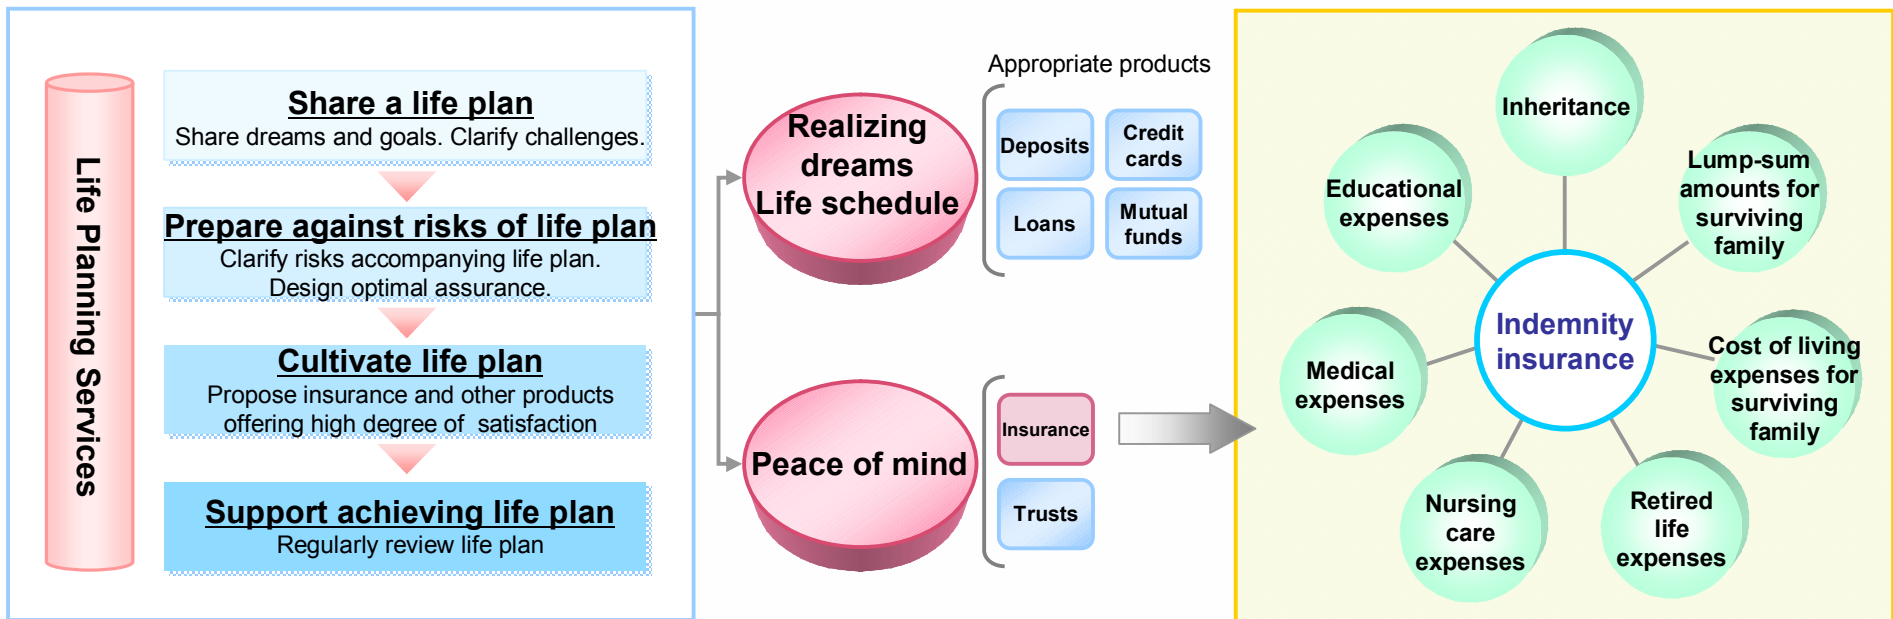 Life Planning Services
Share a life plan
Share dreams and goals. Clarify challenges.
Prepare against risks of life plan
Clarify risks accompanying life plan.
Design optimal assurance.
Cultivate life plan
Propose insurance and other products
offering high degree of satisfaction
Support achieving life plan
Regularly review life plan
Realizing
dreams
Life schedule
Appropriate products
Deposits
Credit
cards
Loans
Mutual
funds
Peace of mind
Insurance
Trusts
Indemnity
insurance
Inheritance
Lump-sum
amounts for
surviving
family
Cost of living
expenses for
surviving
family
Retired
life
expenses
Nursing
care
expenses
Medical
expenses
Educational
expenses